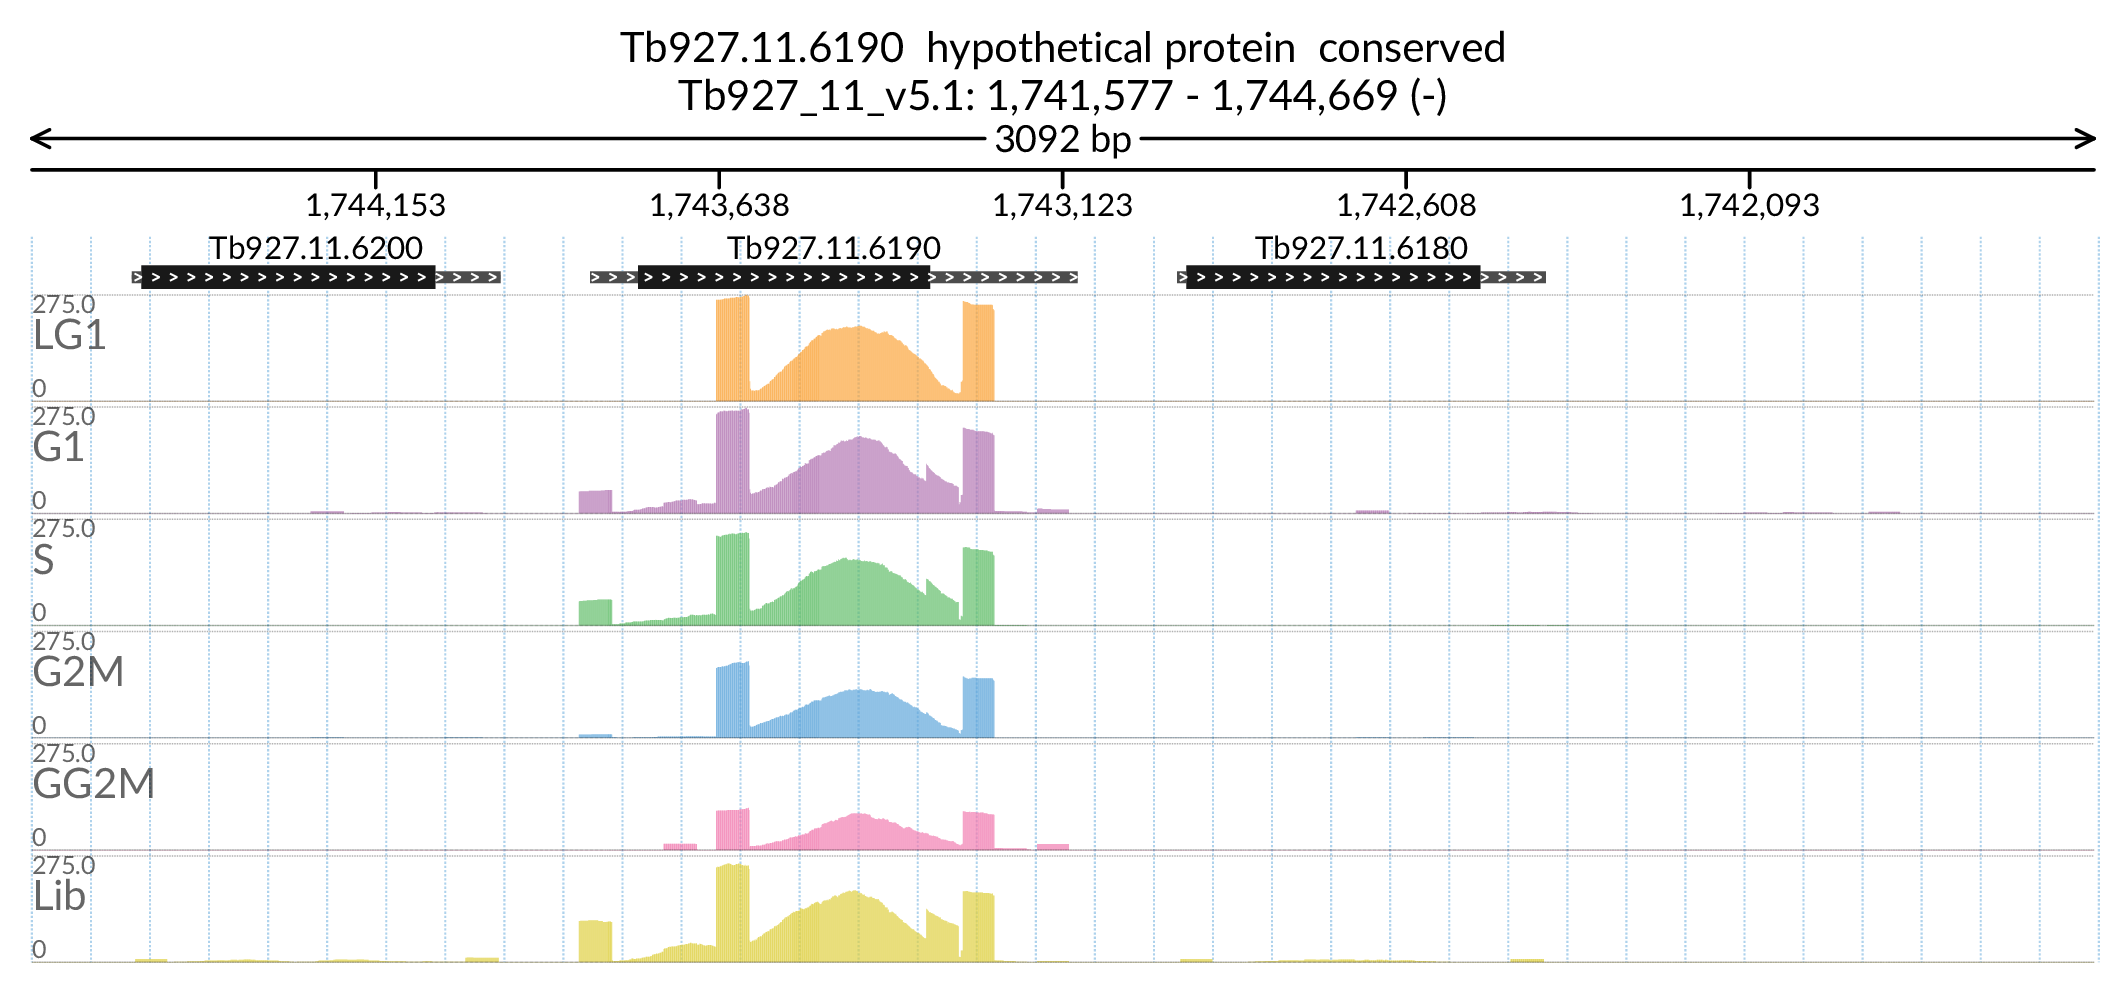 Tb927.11.6190 hypothetical protein conserved
Tb927_11_v5.1: 1,741,577 - 1,744,669 (-)
3092 bp
1,744,153 1,743,638 1,743,123 1,742,608 1,742,093
Tb927.11.6200 Tb927.11.6190 Tb927.11.6180
275.0
LG1
0
275.0
G1
0
275.0
S
0
275.0
G2M
0
275.0
GG2M
0
275.0
Lib
0